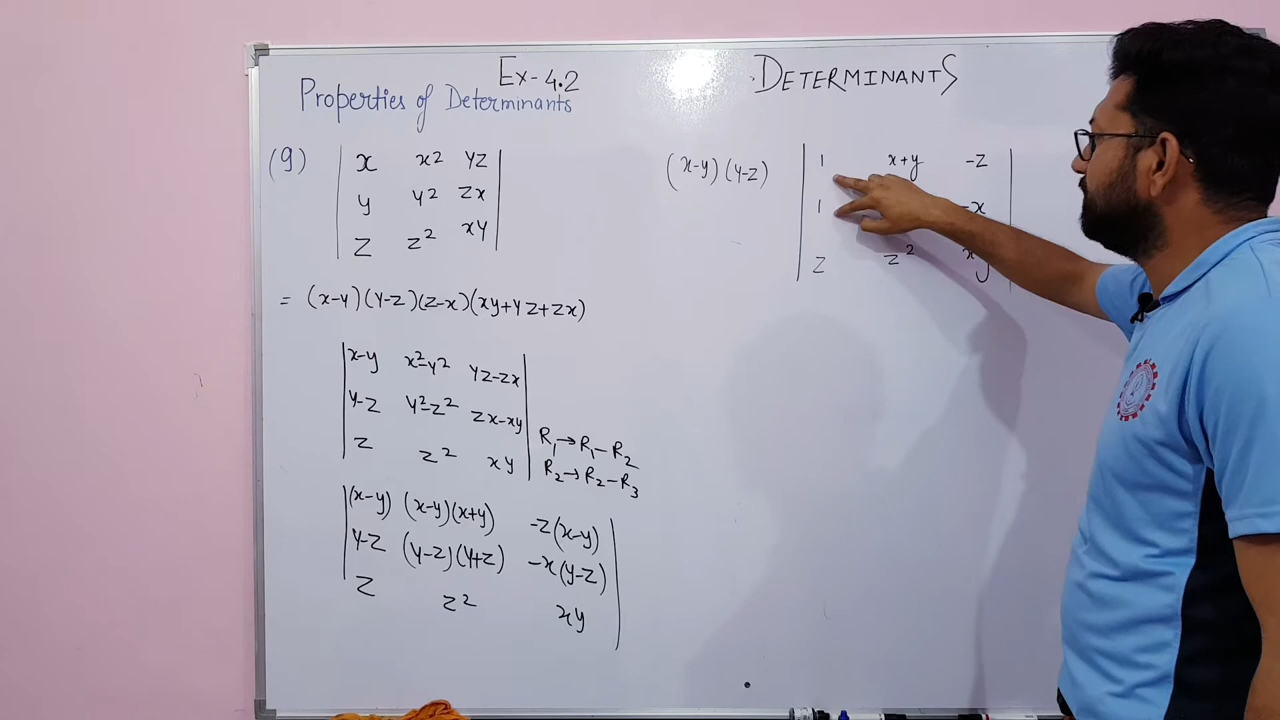 Ex-4.2
Properties of Determinants
DETERMINANTS
(9) | x x2 yz |
| y y2 zx |
| z z² xy |
= (x-y)(y-z)(z-x)(xy+yz+zx)
| x-y x²-y² yz-zx |
| y-z y²-z² zx-xy |
| z z² xy |
R₁→R₁-R₂
R₂→R₂-R₃
| (x-y) (x-y)(x+y) -z(x-y) |
| y-z (y-z)(y+z) -x(y-z) |
| z z² xy |
(x-y)(y-z) | 1 x+y -z |
| 1 -x |
| z z² xy |